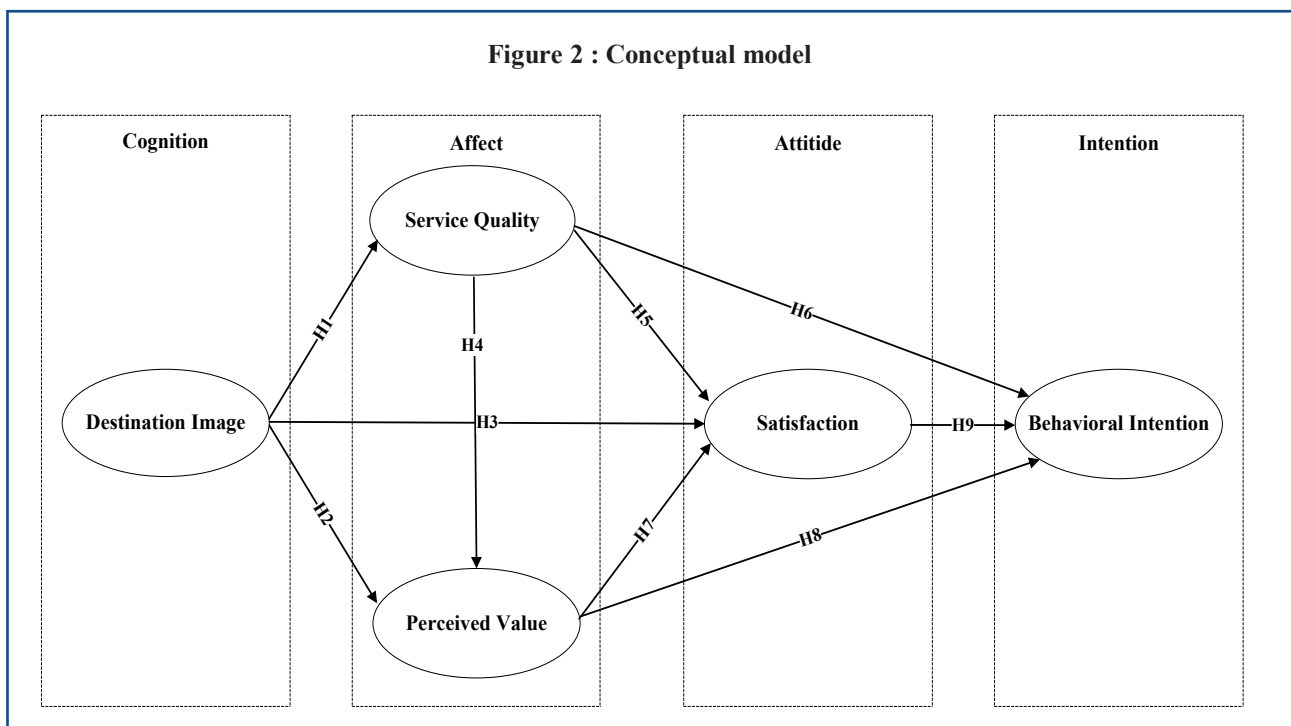 Figure 2 : Conceptual model
Cognition
Affect
Attitide
Intention
Service Quality
H1
H4
H5
H6
Destination Image
H3
Satisfaction
H9
Behavioral Intention
H2
H7
H8
Perceived Value